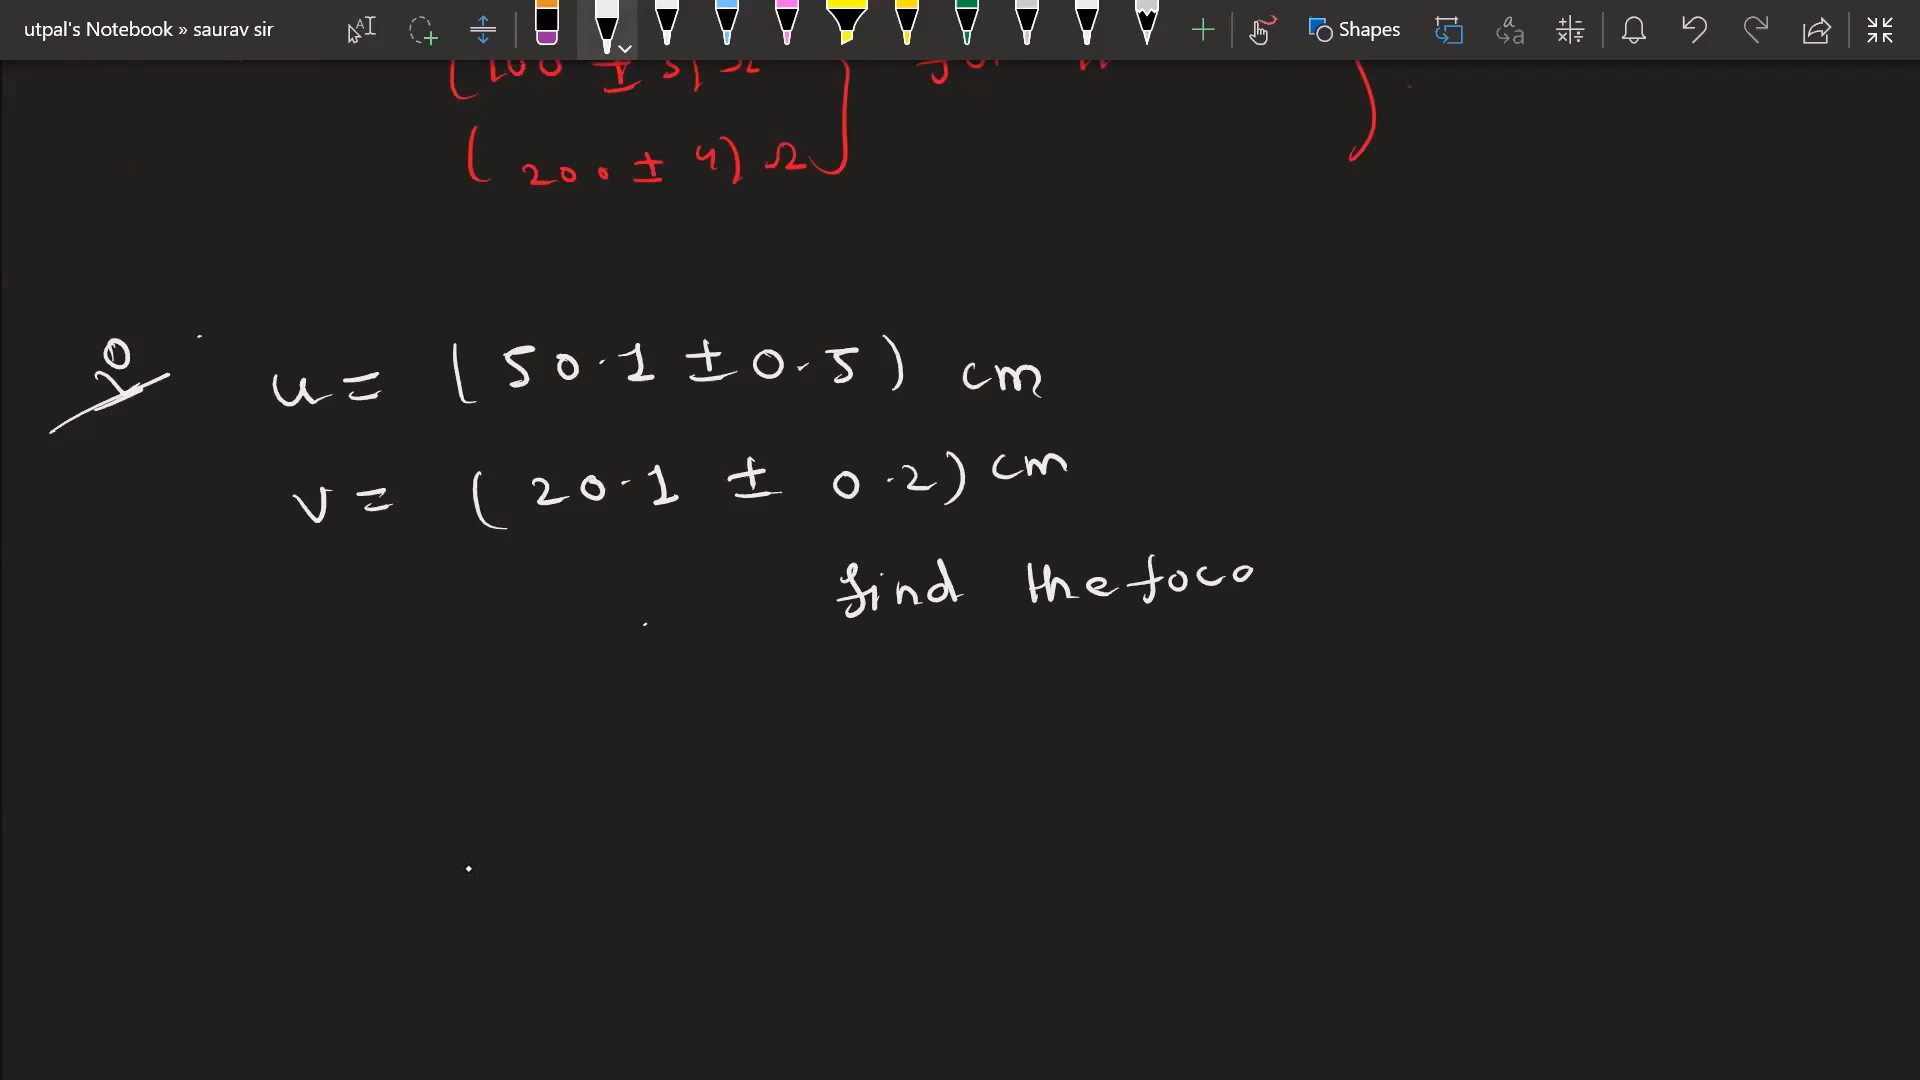 utpal's Notebook » saurav sir
Shapes
(200 ± 4) Ω
Q
u = (50.1 ± 0.5) cm
v = (20.1 ± 0.2) cm
find the foco